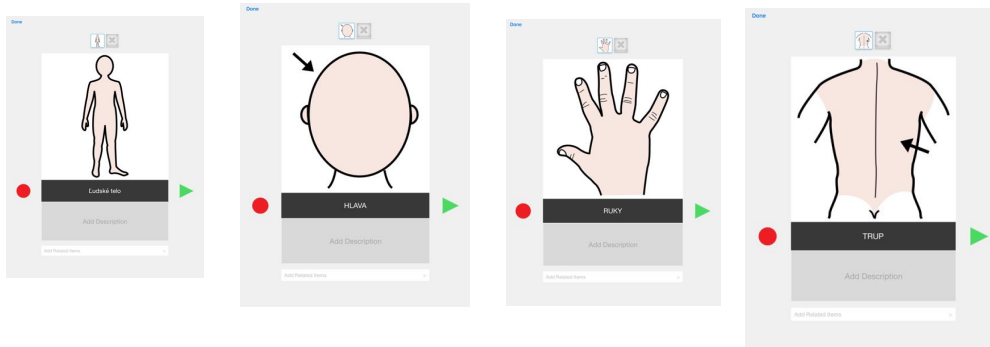 Done
Ľudské telo
Add Description
Add Related Items
Done
HLAVA
Add Description
Add Related Items
Done
RUKY
Add Description
Add Related Items
Done
TRUP
Add Description
Add Related Items